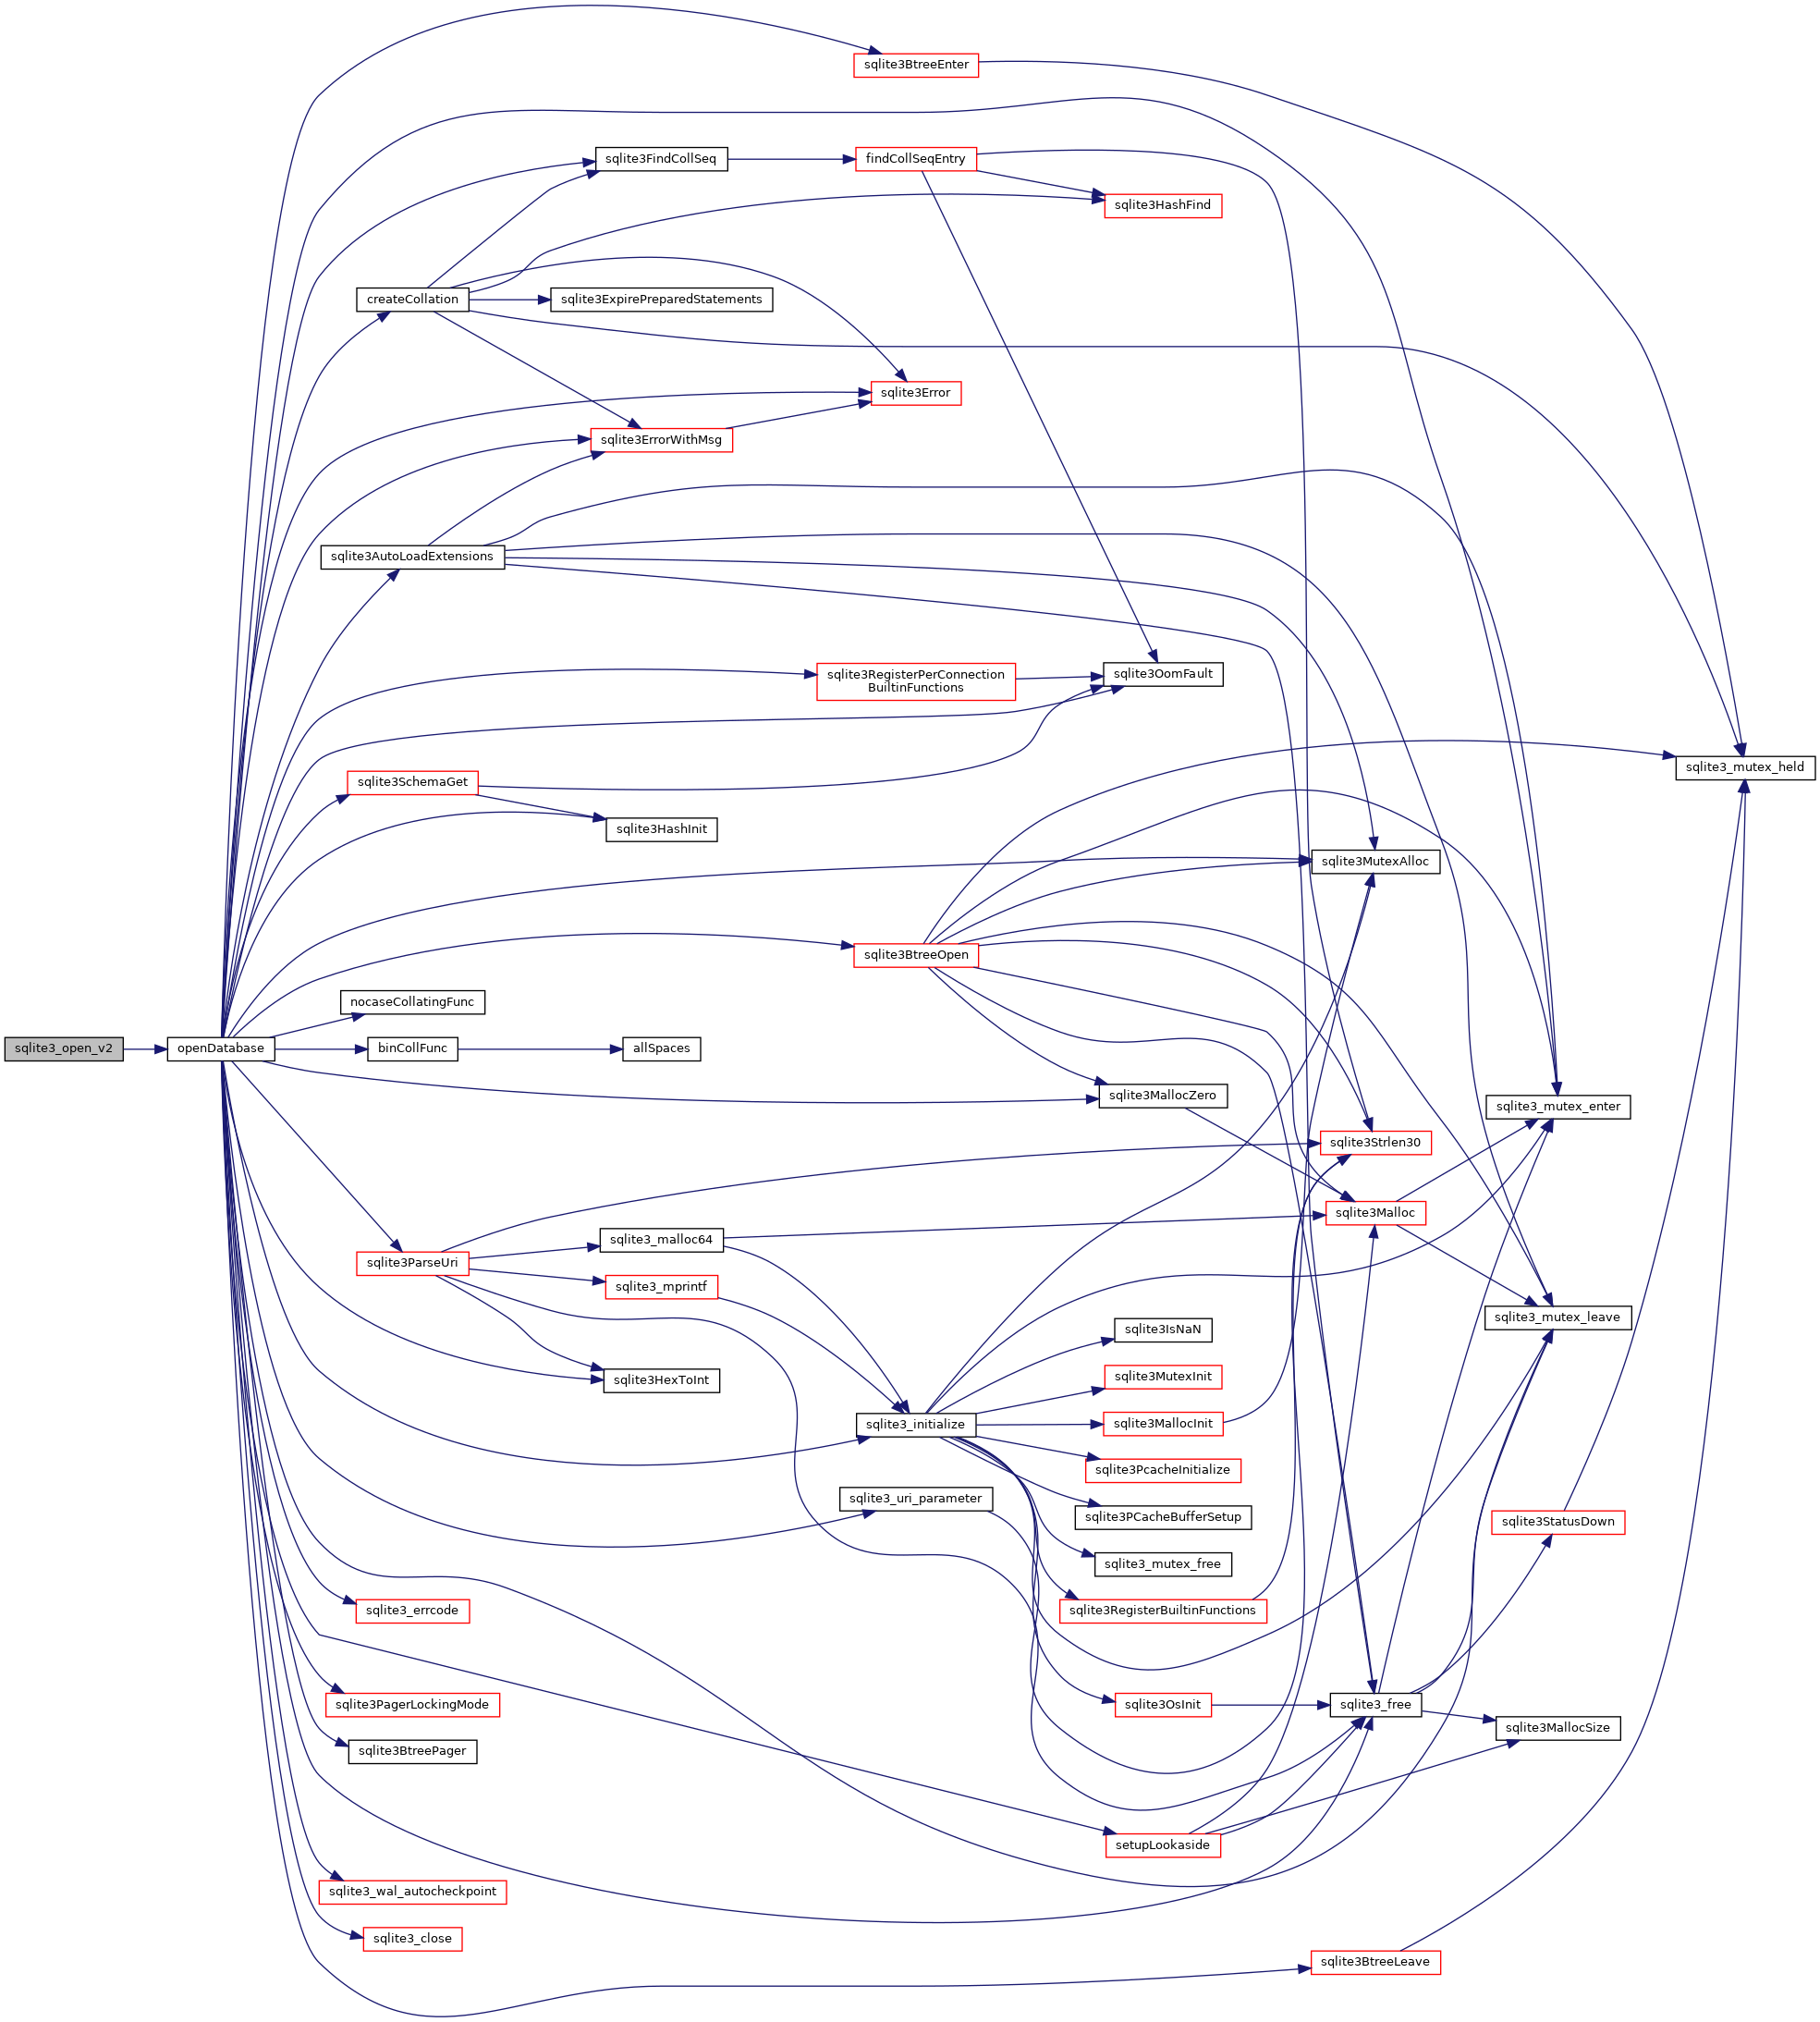 sqlite3BtreeEnter
sqlite3FindCollSeq
findCollSeqEntry
sqlite3HashFind
createCollation
sqlite3ExpirePreparedStatements
sqlite3Error
sqlite3ErrorWithMsg
sqlite3AutoLoadExtensions
sqlite3RegisterPerConnection
BuiltinFunctions
sqlite3OomFault
sqlite3SchemaGet
sqlite3_mutex_held
sqlite3HashInit
sqlite3MutexAlloc
sqlite3BtreeOpen
nocaseCollatingFunc
sqlite3_open_v2
openDatabase
binCollFunc
allSpaces
sqlite3MallocZero
sqlite3_mutex_enter
sqlite3Strlen30
sqlite3Malloc
sqlite3_malloc64
sqlite3ParseUri
sqlite3_mprintf
sqlite3_mutex_leave
sqlite3IsNaN
sqlite3HexToInt
sqlite3MutexInit
sqlite3_initialize
sqlite3MallocInit
sqlite3PcacheInitialize
sqlite3_uri_parameter
sqlite3PCacheBufferSetup
sqlite3StatusDown
sqlite3_mutex_free
sqlite3_errcode
sqlite3RegisterBuiltinFunctions
sqlite3PagerLockingMode
sqlite3OsInit
sqlite3_free
sqlite3MallocSize
sqlite3BtreePager
setupLookaside
sqlite3_wal_autocheckpoint
sqlite3_close
sqlite3BtreeLeave